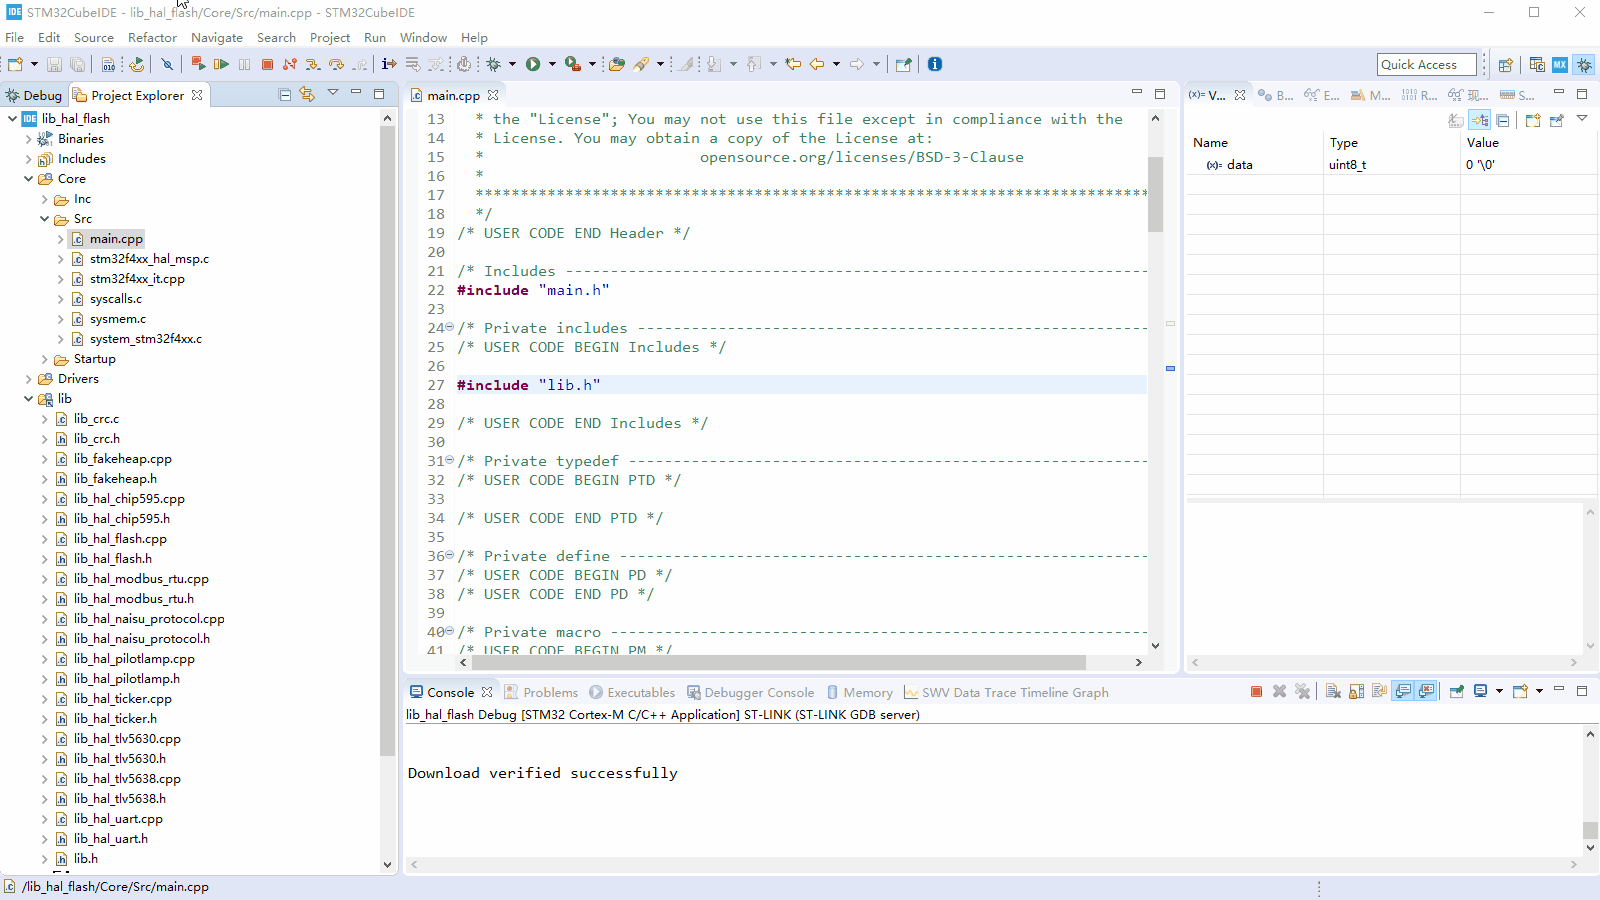 STM32CubeIDE - lib_hal_flash/Core/Src/main.cpp - STM32CubeIDE
File Edit Source Refactor Navigate Search Project Run Window Help
Quick Access
Debug Project Explorer
lib_hal_flash
Binaries
Includes
Core
Inc
Src
main.cpp
stm32f4xx_hal_msp.c
stm32f4xx_it.cpp
syscalls.c
sysmem.c
system_stm32f4xx.c
Startup
Drivers
lib
lib_crc.c
lib_crc.h
lib_fakeheap.cpp
lib_fakeheap.h
lib_hal_chip595.cpp
lib_hal_chip595.h
lib_hal_flash.cpp
lib_hal_flash.h
lib_hal_modbus_rtu.cpp
lib_hal_modbus_rtu.h
lib_hal_naisu_protocol.cpp
lib_hal_naisu_protocol.h
lib_hal_pilotlamp.cpp
lib_hal_pilotlamp.h
lib_hal_ticker.cpp
lib_hal_ticker.h
lib_hal_tlv5630.cpp
lib_hal_tlv5630.h
lib_hal_tlv5638.cpp
lib_hal_tlv5638.h
lib_hal_uart.cpp
lib_hal_uart.h
lib.h
main.cpp
13 * the "License"; You may not use this file except in compliance with the
14 * License. You may obtain a copy of the License at:
15 * opensource.org/licenses/BSD-3-Clause
16 *
17 *****************************************************************************
18 */
19 /* USER CODE END Header */
20
21 /* Includes -----------------------------------------------------------------
22 #include "main.h"
23
24 /* Private includes ---------------------------------------------------------
25 /* USER CODE BEGIN Includes */
26
27 #include "lib.h"
28
29 /* USER CODE END Includes */
30
31 /* Private typedef ----------------------------------------------------------
32 /* USER CODE BEGIN PTD */
33
34 /* USER CODE END PTD */
35
36 /* Private define -----------------------------------------------------------
37 /* USER CODE BEGIN PD */
38 /* USER CODE END PD */
39
40 /* Private macro ------------------------------------------------------------
41 /* USER CODE BEGIN PM */
(x)= V... B... E... M... R... 现... S...
Name Type Value
(x)= data uint8_t 0 '\0'
Console Problems Executables Debugger Console Memory SWV Data Trace Timeline Graph
lib_hal_flash Debug [STM32 Cortex-M C/C++ Application] ST-LINK (ST-LINK GDB server)
Download verified successfully
/lib_hal_flash/Core/Src/main.cpp